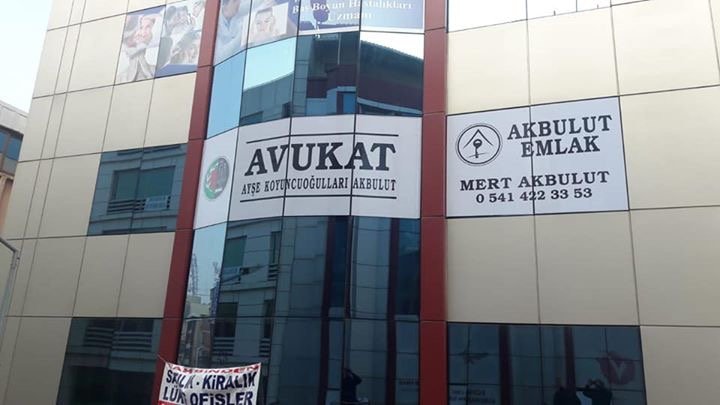 Boyun Hastalıkları
Uzmanı
AVUKAT
AYŞE KOYUNCUOĞULLARI AKBULUT
AKBULUT
EMLAK
MERT AKBULUT
0 541 422 33 53
SATILIK - KİRALIK
LÜKS OFİSLER